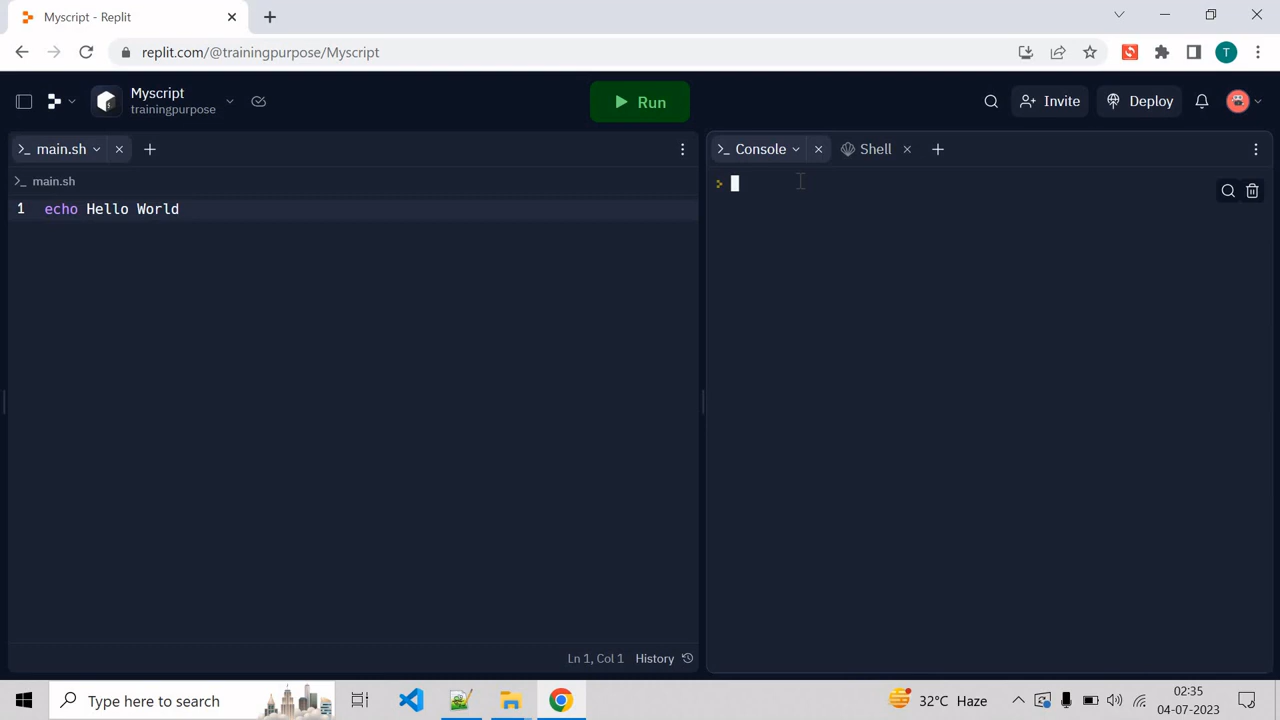 Myscript - Replit
replit.com/@trainingpurpose/Myscript
T
Myscript
trainingpurpose
Run
Invite
Deploy
main.sh
Console
Shell
main.sh
1 echo Hello World
Ln 1, Col 1 History
Type here to search
32°C Haze
02:35
04-07-2023